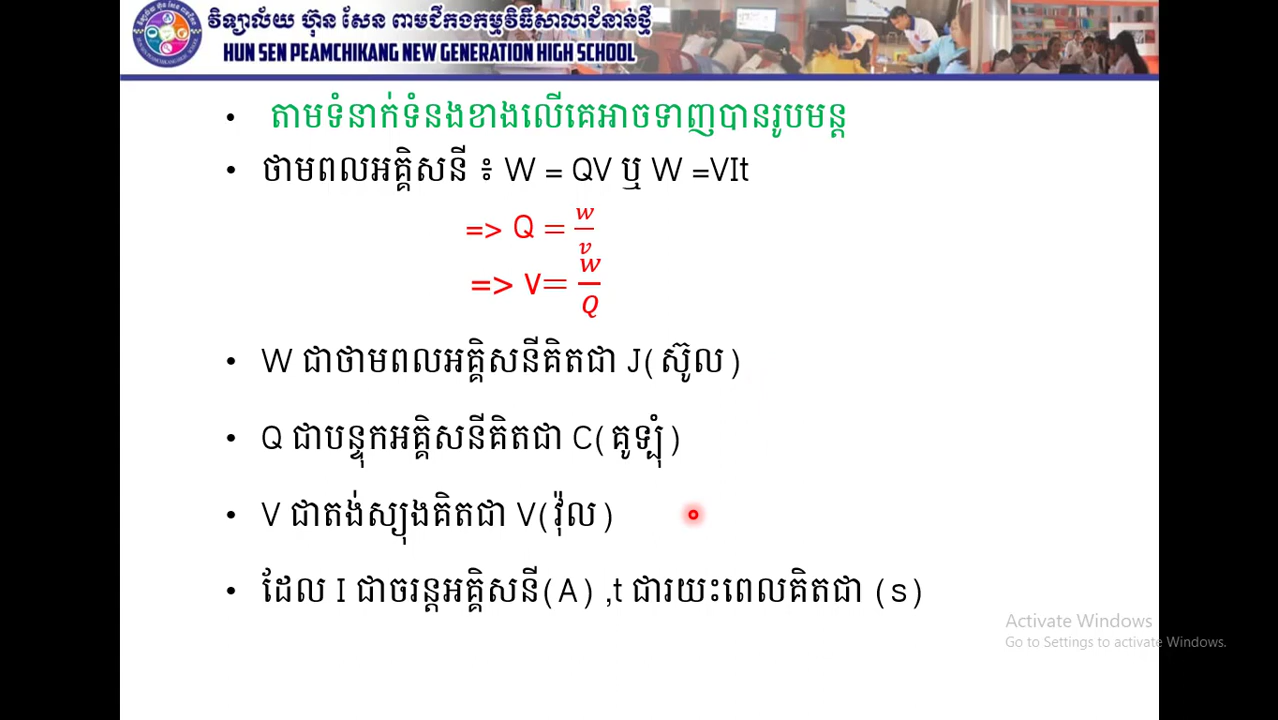 វិទ្យាល័យ ហ៊ុន សែន ពាមជីកងកម្មវិធីសាលាជំនាន់ថ្មី
HUN SEN PEAMCHIKANG NEW GENERATION HIGH SCHOOL
• តាមទំនាក់ទំនងខាងលើគេអាចទាញបានរូបមន្ត
• ថាមពលអគ្គិសនី ៖ W = QV ឬ W =VIt
=> Q = w/v
=> V= W/Q
• W ជាថាមពលអគ្គិសនីគិតជា J(ស៊ូល)
• Q ជាបន្ទុកអគ្គិសនីគិតជា C(គូឡុំ)
• V ជាតង់ស្យុងគិតជា V(វ៉ុល)
• ដែល I ជាចរន្តអគ្គិសនី(A) ,t ជារយះពេលគិតជា (s)
Activate Windows
Go to Settings to activate Windows.